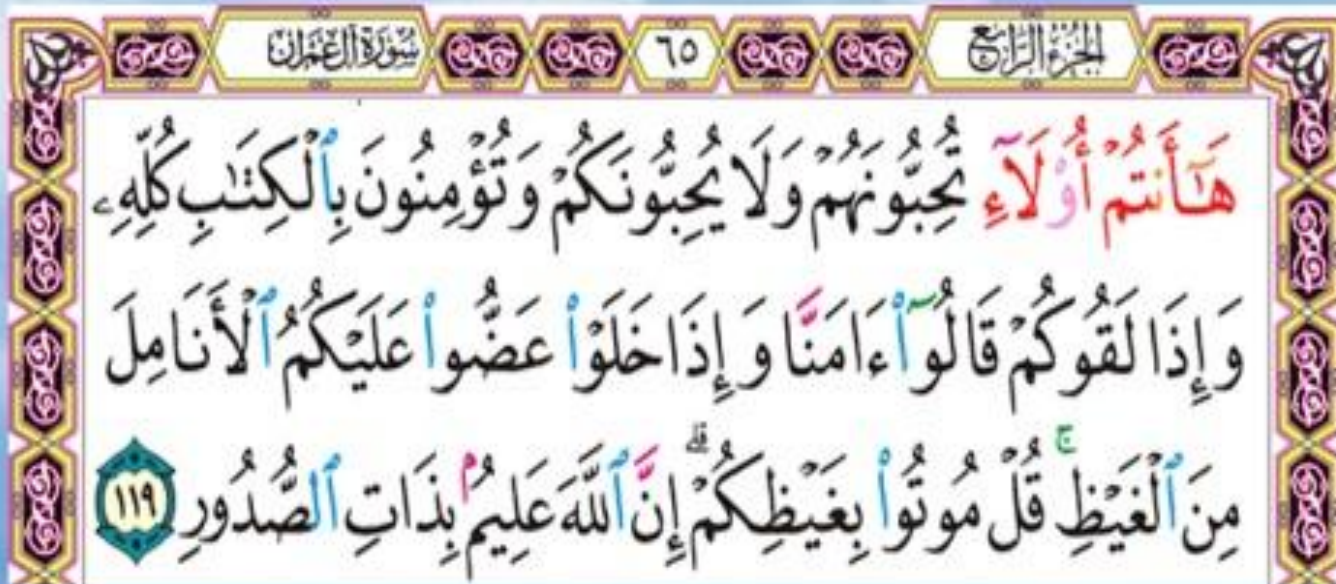 الجزء الرابع ٦٥ سورة آل عمران
هَٰٓأَنتُمْ أُو۟لَآءِ تُحِبُّونَهُمْ وَلَا يُحِبُّونَكُمْ وَتُؤْمِنُونَ بِٱلْكِتَٰبِ كُلِّهِۦ
وَإِذَا لَقُوكُمْ قَالُوٓا۟ ءَامَنَّا وَإِذَا خَلَوْا۟ عَضُّوا۟ عَلَيْكُمُ ٱلْأَنَامِلَ
مِنَ ٱلْغَيْظِ ۚ قُلْ مُوتُوا۟ بِغَيْظِكُمْ ۗ إِنَّ ٱللَّهَ عَلِيمٌۢ بِذَاتِ ٱلصُّدُورِ ١١٩